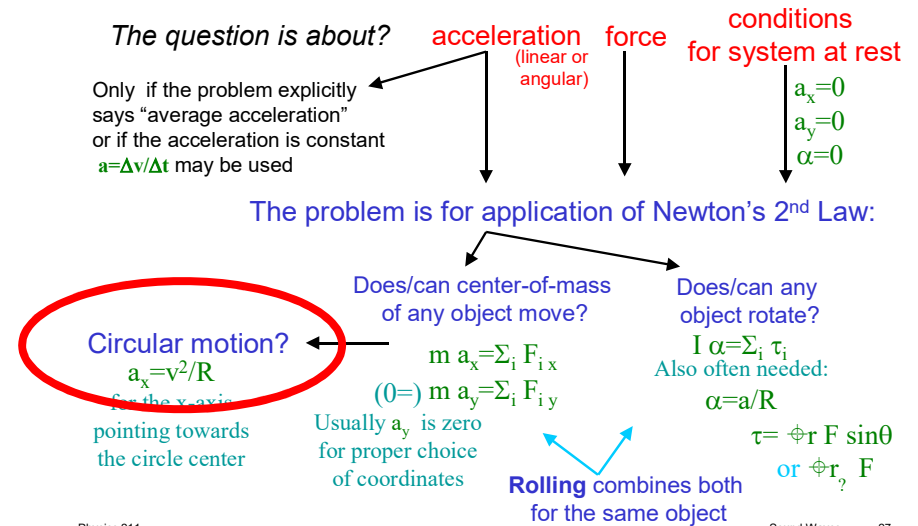 The question is about?
acceleration
(linear or
angular)
force
conditions
for system at rest
aₓ=0
a_y=0
α=0
Only if the problem explicitly
says “average acceleration”
or if the acceleration is constant
a=Δv/Δt may be used
The problem is for application of Newton’s 2nd Law:
Does/can center-of-mass
of any object move?
m aₓ=Σᵢ Fᵢ ₓ
(0=) m a_y=Σᵢ F_i y
Usually a_y is zero
for proper choice
of coordinates
Circular motion?
aₓ=v²/R
for the x-axis
pointing towards
the circle center
Does/can any
object rotate?
I α=Σᵢ τᵢ
Also often needed:
α=a/R
τ= r F sinθ
or r? F
Rolling combines both
for the same object